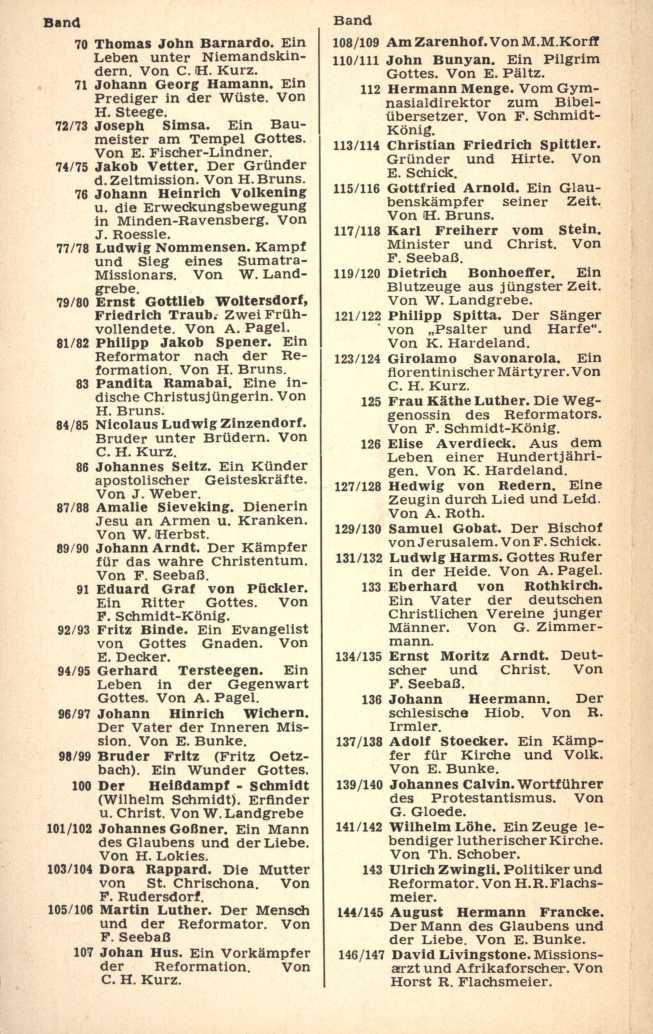 Band
70 Thomas John Barnardo. Ein
Leben unter Niemandskin-
dern. Von C. H. Kurz.
71 Johann Georg Hamann. Ein
Prediger in der Wüste. Von
H. Steege.
72/73 Joseph Simsa. Ein Bau-
meister am Tempel Gottes.
Von E. Fischer-Lindner.
74/75 Jakob Vetter. Der Gründer
d. Zeltmission. Von H. Bruns.
76 Johann Heinrich Volkening
u. die Erweckungsbewegung
in Minden-Ravensberg. Von
J. Roessle.
77/78 Ludwig Nommensen. Kampf
und Sieg eines Sumatra-
Missionars. Von W. Land-
grebe.
79/80 Ernst Gottlieb Woltersdorf,
Friedrich Traub. Zwei Früh-
vollendete. Von A. Pagel.
81/82 Philipp Jakob Spener. Ein
Reformator nach der Re-
formation. Von H. Bruns.
83 Pandita Ramabai. Eine in-
dische Christusjüngerin. Von
H. Bruns.
84/85 Nicolaus Ludwig Zinzendorf.
Bruder unter Brüdern. Von
C. H. Kurz.
86 Johannes Seitz. Ein Künder
apostolischer Geisteskräfte.
Von J. Weber.
87/88 Amalie Sieveking. Dienerin
Jesu an Armen u. Kranken.
Von W. Herbst.
89/90 Johann Arndt. Der Kämpfer
für das wahre Christentum.
Von F. Seebaß.
91 Eduard Graf von Pückler.
Ein Ritter Gottes. Von
F. Schmidt-König.
92/93 Fritz Binde. Ein Evangelist
von Gottes Gnaden. Von
E. Decker.
94/95 Gerhard Tersteegen. Ein
Leben in der Gegenwart
Gottes. Von A. Pagel.
96/97 Johann Hinrich Wichern.
Der Vater der Inneren Mis-
sion. Von E. Bunke.
98/99 Bruder Fritz (Fritz Oetz-
bach). Ein Wunder Gottes.
100 Der Heißdampf - Schmidt
(Wilhelm Schmidt). Erfinder
u. Christ. Von W. Landgrebe
101/102 Johannes Goßner. Ein Mann
des Glaubens und der Liebe.
Von H. Lokies.
103/104 Dora Rappard. Die Mutter
von St. Chrischona. Von
F. Rudersdorf.
105/106 Martin Luther. Der Mensch
und der Reformator. Von
F. Seebaß
107 Johan Hus. Ein Vorkämpfer
der Reformation. Von
C. H. Kurz.
Band
108/109 Am Zarenhof. Von M. M. Korff
110/111 John Bunyan. Ein Pilgrim
Gottes. Von E. Pältz.
112 Hermann Menge. Vom Gym-
nasialdirektor zum Bibel-
übersetzer. Von F. Schmidt-
König.
113/114 Christian Friedrich Spittler.
Gründer und Hirte. Von
E. Schick.
115/116 Gottfried Arnold. Ein Glau-
benskämpfer seiner Zeit.
Von H. Bruns.
117/118 Karl Freiherr vom Stein.
Minister und Christ. Von
F. Seebaß.
119/120 Dietrich Bonhoeffer. Ein
Blutzeuge aus jüngster Zeit.
Von W. Landgrebe.
121/122 Philipp Spitta. Der Sänger
von „Psalter und Harfe“.
Von K. Hardeland.
123/124 Girolamo Savonarola. Ein
florentinischer Märtyrer. Von
C. H. Kurz.
125 Frau Käthe Luther. Die Weg-
genossin des Reformators.
Von F. Schmidt-König.
126 Elise Averdieck. Aus dem
Leben einer Hundertjähri-
gen. Von K. Hardeland.
127/128 Hedwig von Redern. Eine
Zeugin durch Lied und Leid.
Von A. Roth.
129/130 Samuel Gobat. Der Bischof
von Jerusalem. Von F. Schick.
131/132 Ludwig Harms. Gottes Rufer
in der Heide. Von A. Pagel.
133 Eberhard von Rothkirch.
Ein Vater der deutschen
Christlichen Vereine junger
Männer. Von G. Zimmer-
mann.
134/135 Ernst Moritz Arndt. Deut-
scher und Christ. Von
F. Seebaß.
136 Johann Heermann. Der
schlesische Hiob. Von R.
Irmler.
137/138 Adolf Stoecker. Ein Kämp-
fer für Kirche und Volk.
Von E. Bunke.
139/140 Johannes Calvin. Wortführer
des Protestantismus. Von
G. Gloede.
141/142 Wilhelm Löhe. Ein Zeuge le-
bendiger lutherischer Kirche.
Von Th. Schober.
143 Ulrich Zwingli. Politiker und
Reformator. Von H. R. Flachs-
meier.
144/145 August Hermann Francke.
Der Mann des Glaubens und
der Liebe. Von E. Bunke.
146/147 David Livingstone. Missions-
arzt und Afrikaforscher. Von
Horst R. Flachsmeier.